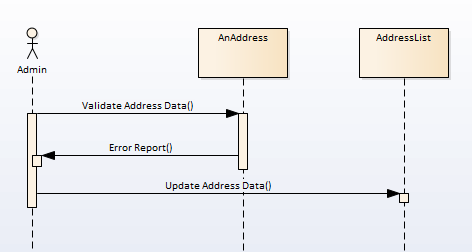 AnAddress
AddressList
Admin
Validate Address Data()
Error Report()
Update Address Data()